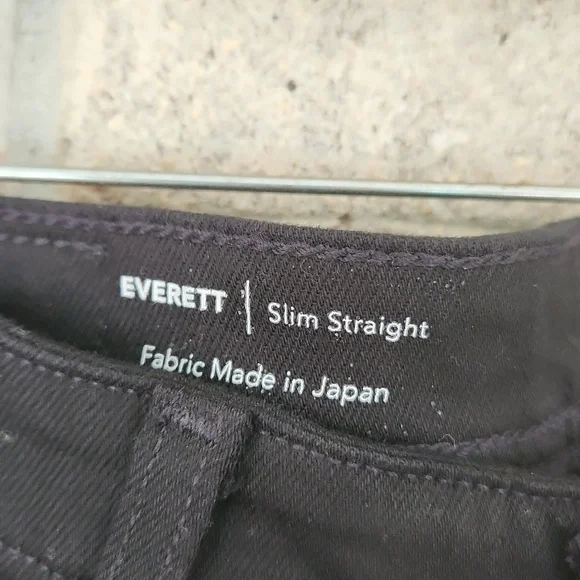 EVERETT | Slim Straight
Fabric Made in Japan